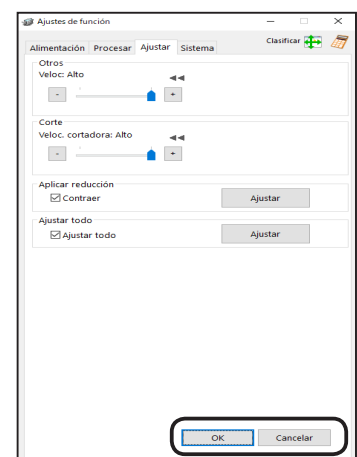 Ajustes de función
Clasificar
Alimentación Procesar Ajustar Sistema
Otros
Veloc: Alto
- +
Corte
Veloc. cortadora: Alto
- +
Aplicar reducción
Contraer Ajustar
Ajustar todo
Ajustar todo Ajustar
OK Cancelar